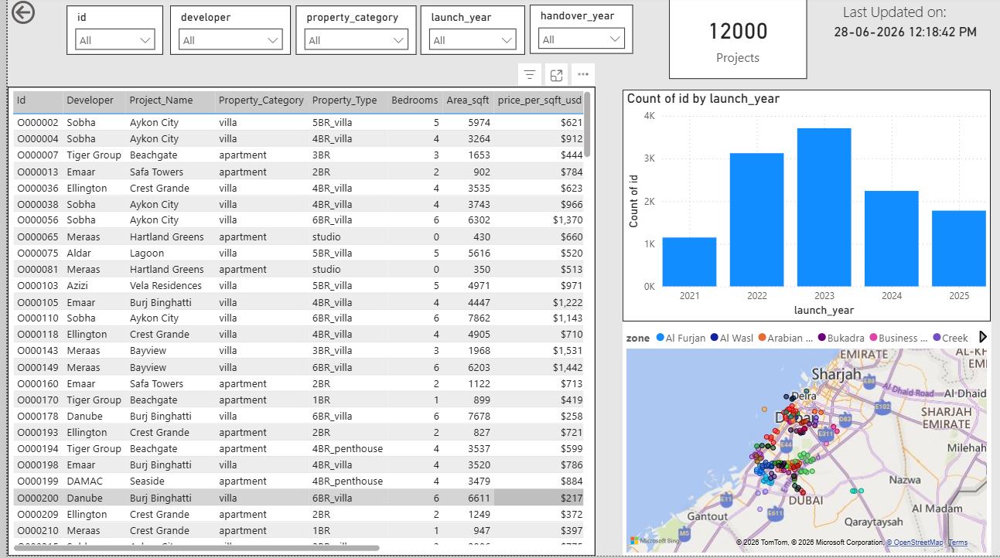 id developer property_category launch_year handover_year
All All All All All
12000
Projects
Last Updated on:
28-06-2026 12:18:42 PM
Id Developer Project_Name Property_Category Property_Type Bedrooms Area_sqft price_per_sqft_usd
O000002 Sobha Aykon City villa 5BR_villa 5 5974 $621
O000004 Sobha Aykon City villa 4BR_villa 4 3264 $912
O000007 Tiger Group Beachgate apartment 3BR 3 1653 $444
O000013 Emaar Safa Towers apartment 2BR 2 902 $784
O000036 Ellington Crest Grande villa 4BR_villa 4 3535 $623
O000038 Sobha Aykon City villa 4BR_villa 4 3743 $966
O000056 Sobha Aykon City villa 6BR_villa 6 6302 $1,370
O000065 Meraas Hartland Greens apartment studio 0 430 $660
O000075 Aldar Lagoon villa 5BR_villa 5 5616 $520
O000081 Meraas Hartland Greens apartment studio 0 350 $513
O000103 Azizi Vela Residences villa 5BR_villa 5 4971 $971
O000105 Emaar Burj Binghatti villa 4BR_villa 4 4447 $1,222
O000110 Sobha Aykon City villa 6BR_villa 6 7862 $1,143
O000118 Ellington Crest Grande villa 4BR_villa 4 4905 $710
O000143 Meraas Bayview villa 3BR_villa 3 1968 $1,531
O000149 Meraas Bayview villa 6BR_villa 6 6203 $1,442
O000160 Emaar Safa Towers apartment 2BR 2 1122 $713
O000170 Tiger Group Beachgate apartment 1BR 1 899 $419
O000178 Danube Burj Binghatti villa 6BR_villa 6 7678 $258
O000193 Ellington Crest Grande apartment 2BR 2 827 $721
O000194 Tiger Group Beachgate apartment 4BR_penthouse 4 3537 $599
O000198 Emaar Burj Binghatti villa 4BR_villa 4 3520 $786
O000199 DAMAC Seaside apartment 4BR_penthouse 4 3479 $884
O000200 Danube Burj Binghatti villa 6BR_villa 6 6611 $217
O000209 Ellington Crest Grande apartment 2BR 2 1249 $372
O000210 Meraas Crest Grande apartment 1BR 1 947 $397
Count of id by launch_year
Count of id
4K
3K
2K
1K
0K
2021 2022 2023 2024 2025
launch_year
zone Al Furjan Al Wasl Arabian ... Bukadra Business ... Creek
EMIRATE
Sharjah
E88
Al Dhaid Road
Al Dhaid
Deira
E102
SHARJAH
EMIRATE
D83
E311
E44
Milehah
Nazwa
DUBAI
E11
E611
Al Madam
Gantout
Qaraytaysah
M5
Microsoft Bing
© 2026 TomTom, © 2026 Microsoft Corporation, © OpenStreetMap Terms